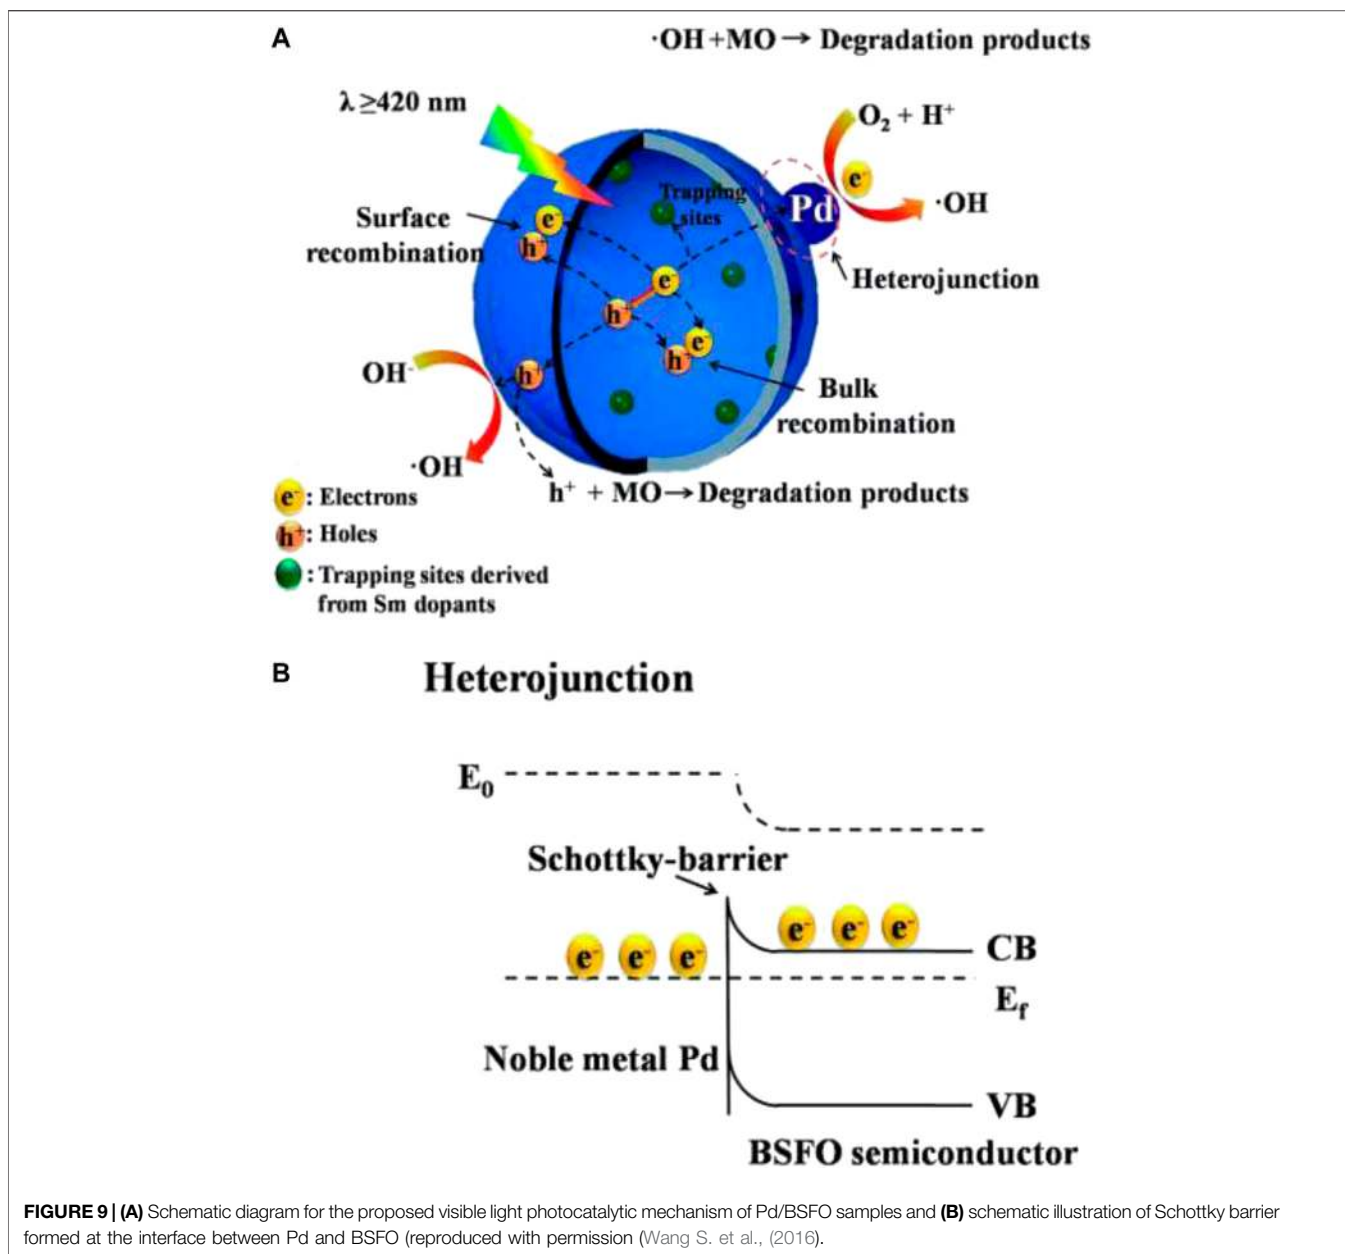 A
·OH +MO → Degradation products
λ ≥420 nm
O₂ + H⁺
e⁻
Pd
·OH
Trapping
sites
Surface
recombination
e⁻
h⁺
Heterojunction
e⁻
h⁺
e⁻
h⁺
OH⁻
h⁺
Bulk
recombination
·OH
h⁺ + MO→Degradation products
e⁻: Electrons
h⁺: Holes
: Trapping sites derived
from Sm dopants
B
Heterojunction
E₀
Schottky-barrier
e⁻ e⁻ e⁻
CB
e⁻ e⁻ e⁻
E_f
Noble metal Pd
VB
BSFO semiconductor
FIGURE 9 | (A) Schematic diagram for the proposed visible light photocatalytic mechanism of Pd/BSFO samples and (B) schematic illustration of Schottky barrier
formed at the interface between Pd and BSFO (reproduced with permission (Wang S. et al., (2016).